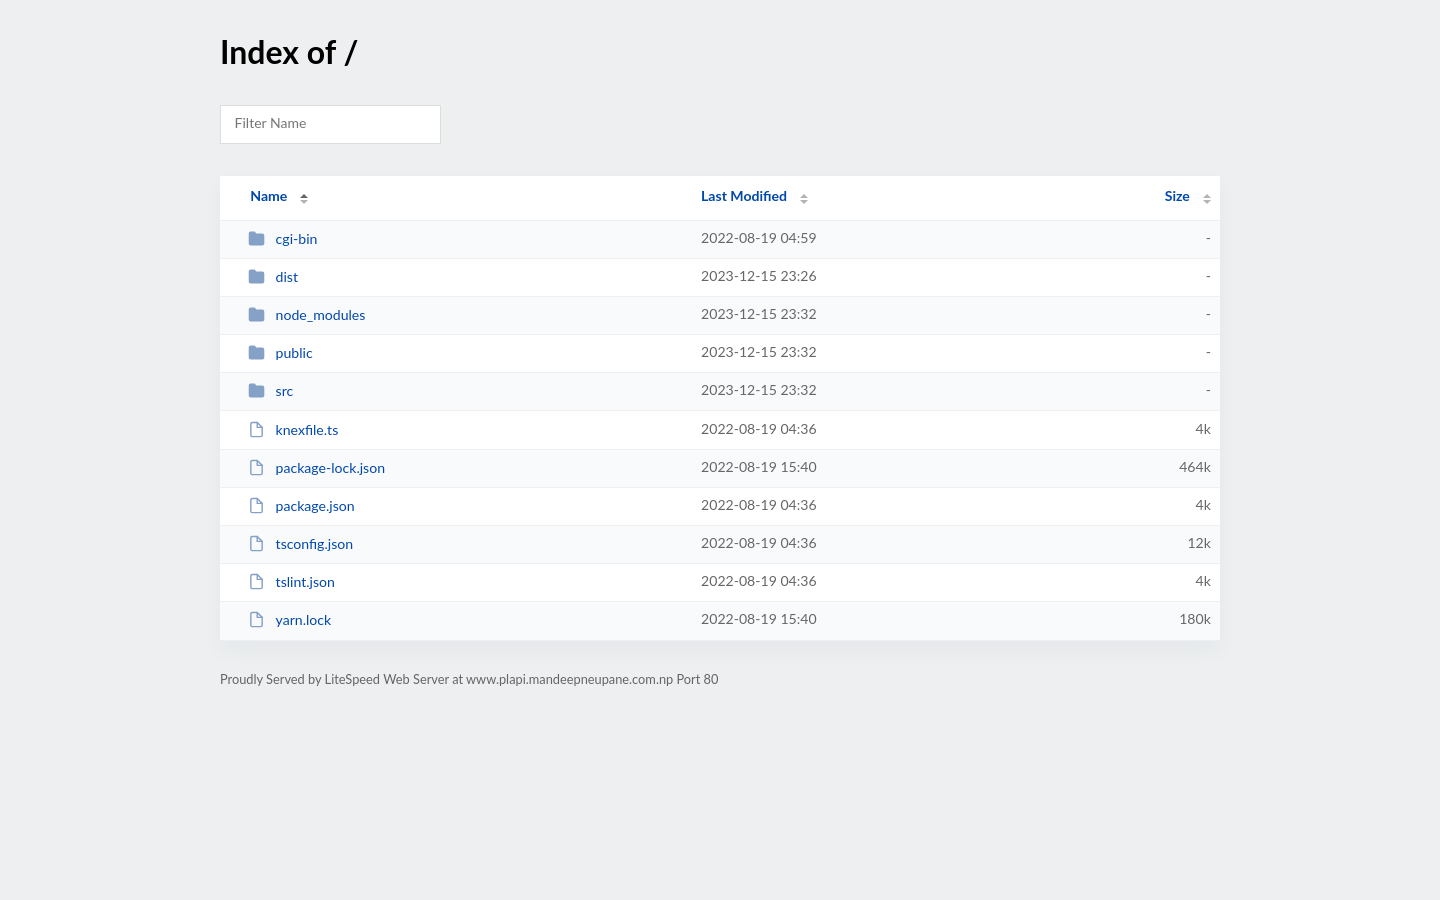 Index of /
Filter Name
Name Last Modified Size
cgi-bin 2022-08-19 04:59 -
dist 2023-12-15 23:26 -
node_modules 2023-12-15 23:32 -
public 2023-12-15 23:32 -
src 2023-12-15 23:32 -
knexfile.ts 2022-08-19 04:36 4k
package-lock.json 2022-08-19 15:40 464k
package.json 2022-08-19 04:36 4k
tsconfig.json 2022-08-19 04:36 12k
tslint.json 2022-08-19 04:36 4k
yarn.lock 2022-08-19 15:40 180k
Proudly Served by LiteSpeed Web Server at www.plapi.mandeepneupane.com.np Port 80